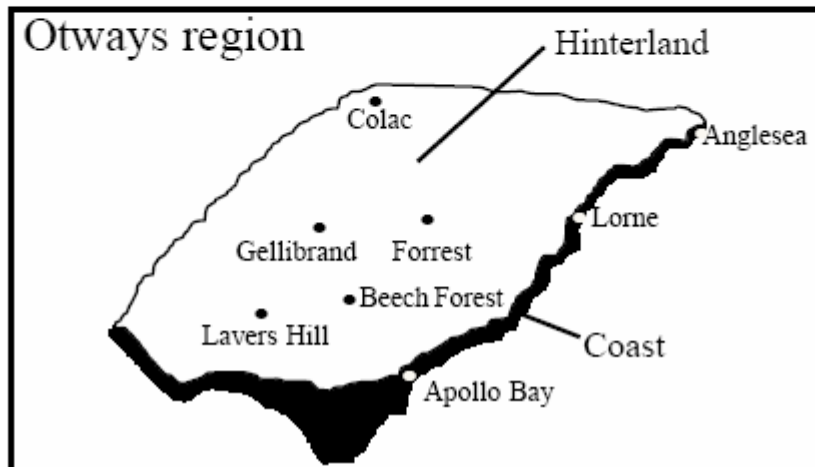 Otways region
Hinterland
Colac
Anglesea
Lorne
Gellibrand
Forrest
Beech Forest
Lavers Hill
Coast
Apollo Bay